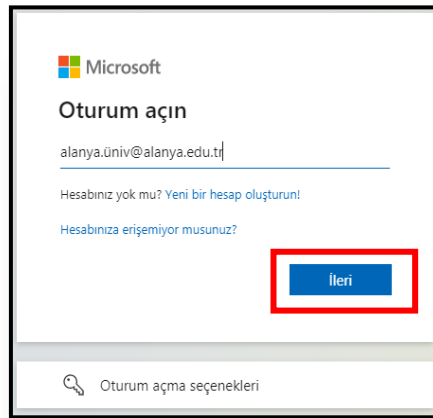 Microsoft
Oturum açın
alanya.üniv@alanya.edu.tr
Hesabınız yok mu? Yeni bir hesap oluşturun!
Hesabınıza erişemiyor musunuz?
İleri
Oturum açma seçenekleri